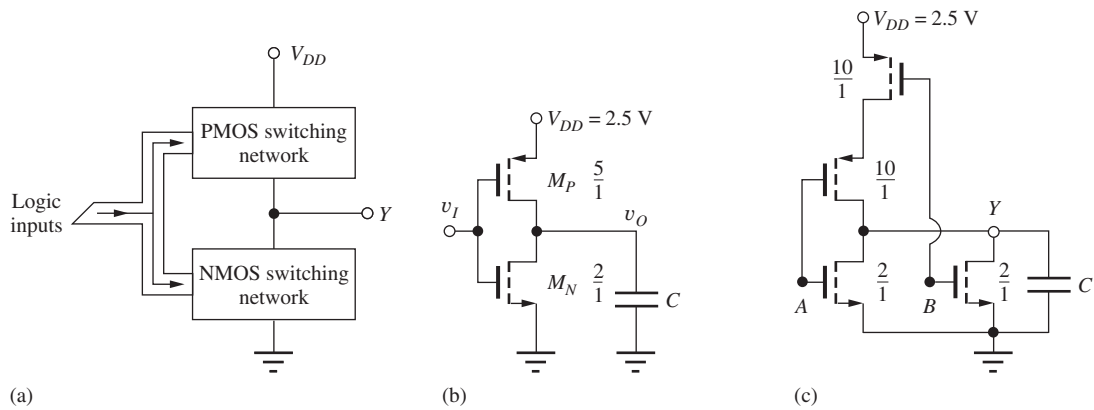 V_DD
PMOS switching
network
Logic
inputs
Y
NMOS switching
network
(a)
V_DD = 2.5 V
M_P 5/1
v_I
v_O
M_N 2/1
C
(b)
V_DD = 2.5 V
10/1
10/1
Y
2/1
2/1
A
B
C
(c)